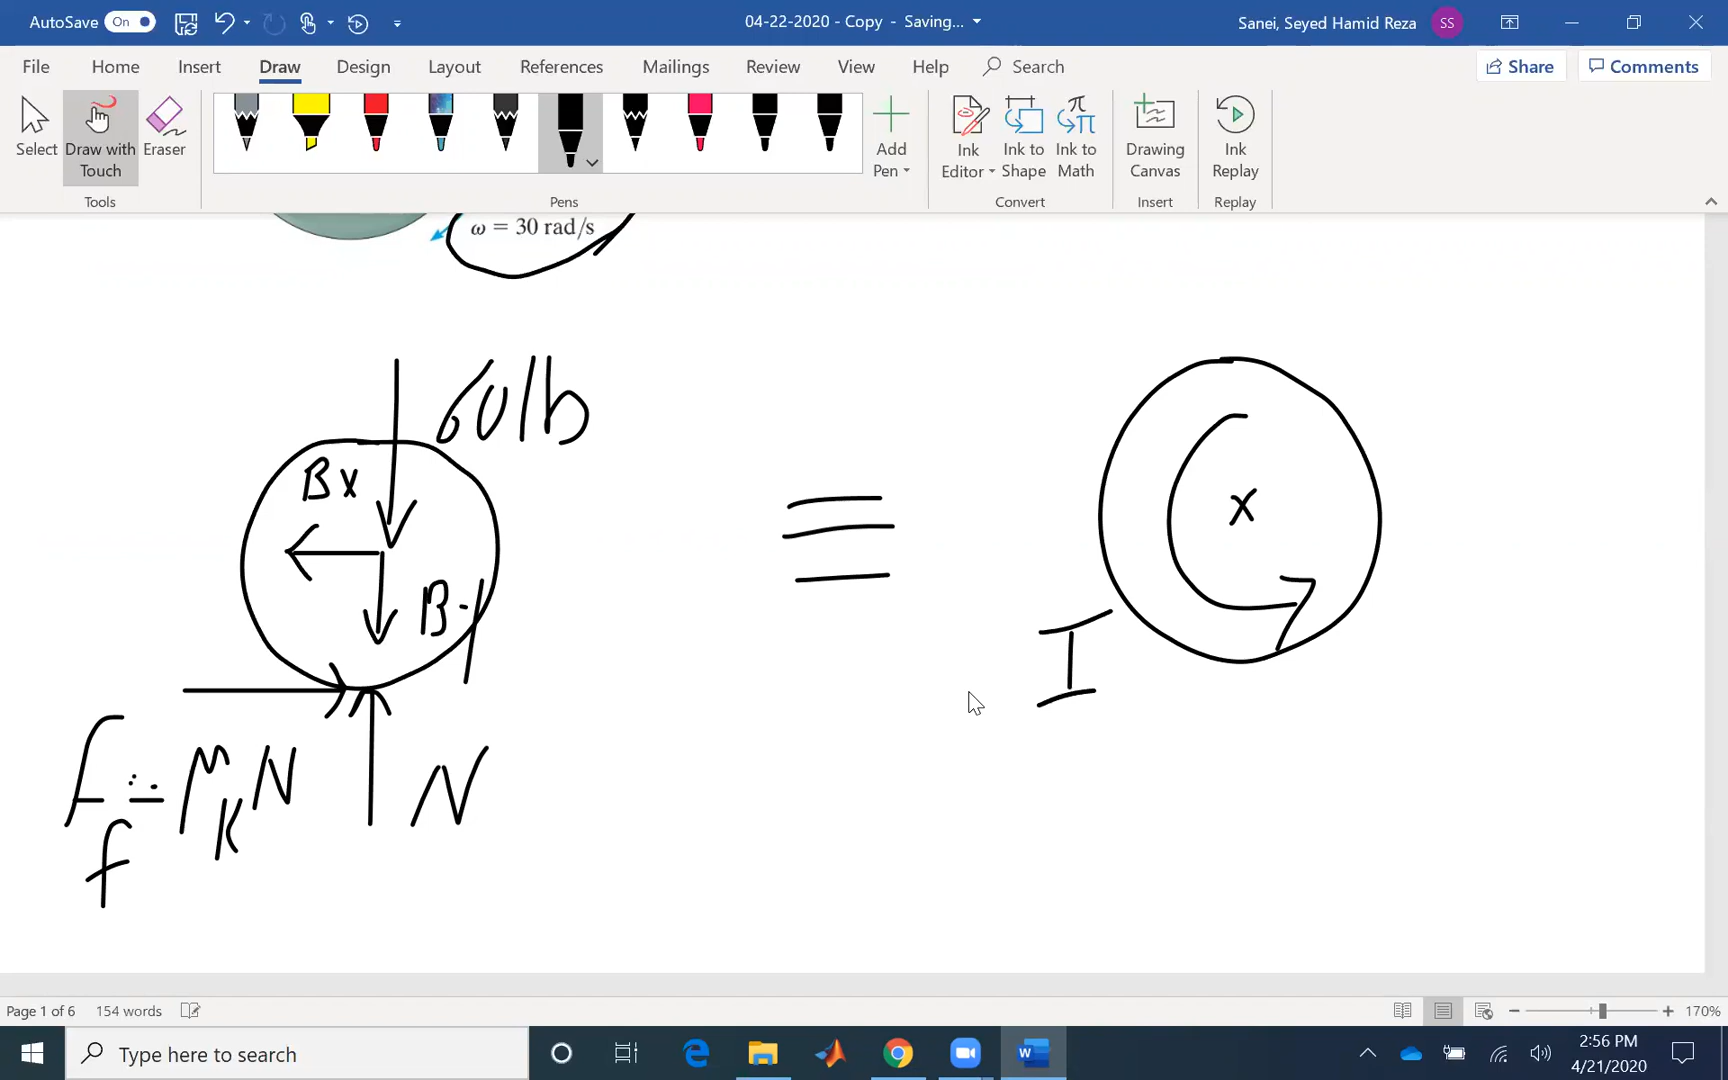 AutoSave On
04-22-2020 - Copy - Saving...
Sanei, Seyed Hamid Reza SS
File Home Insert Draw Design Layout References Mailings Review View Help Search Share Comments
Select
Draw with
Touch
Eraser
Add
Pen
Ink
Editor
Ink to
Shape
Ink to
Math
Drawing
Canvas
Ink
Replay
Tools Pens Convert Insert Replay
ω = 30 rad/s
60lb
Bx
By
I
Ff = μkN
N
Page 1 of 6 154 words 170%
Type here to search
2:56 PM
4/21/2020